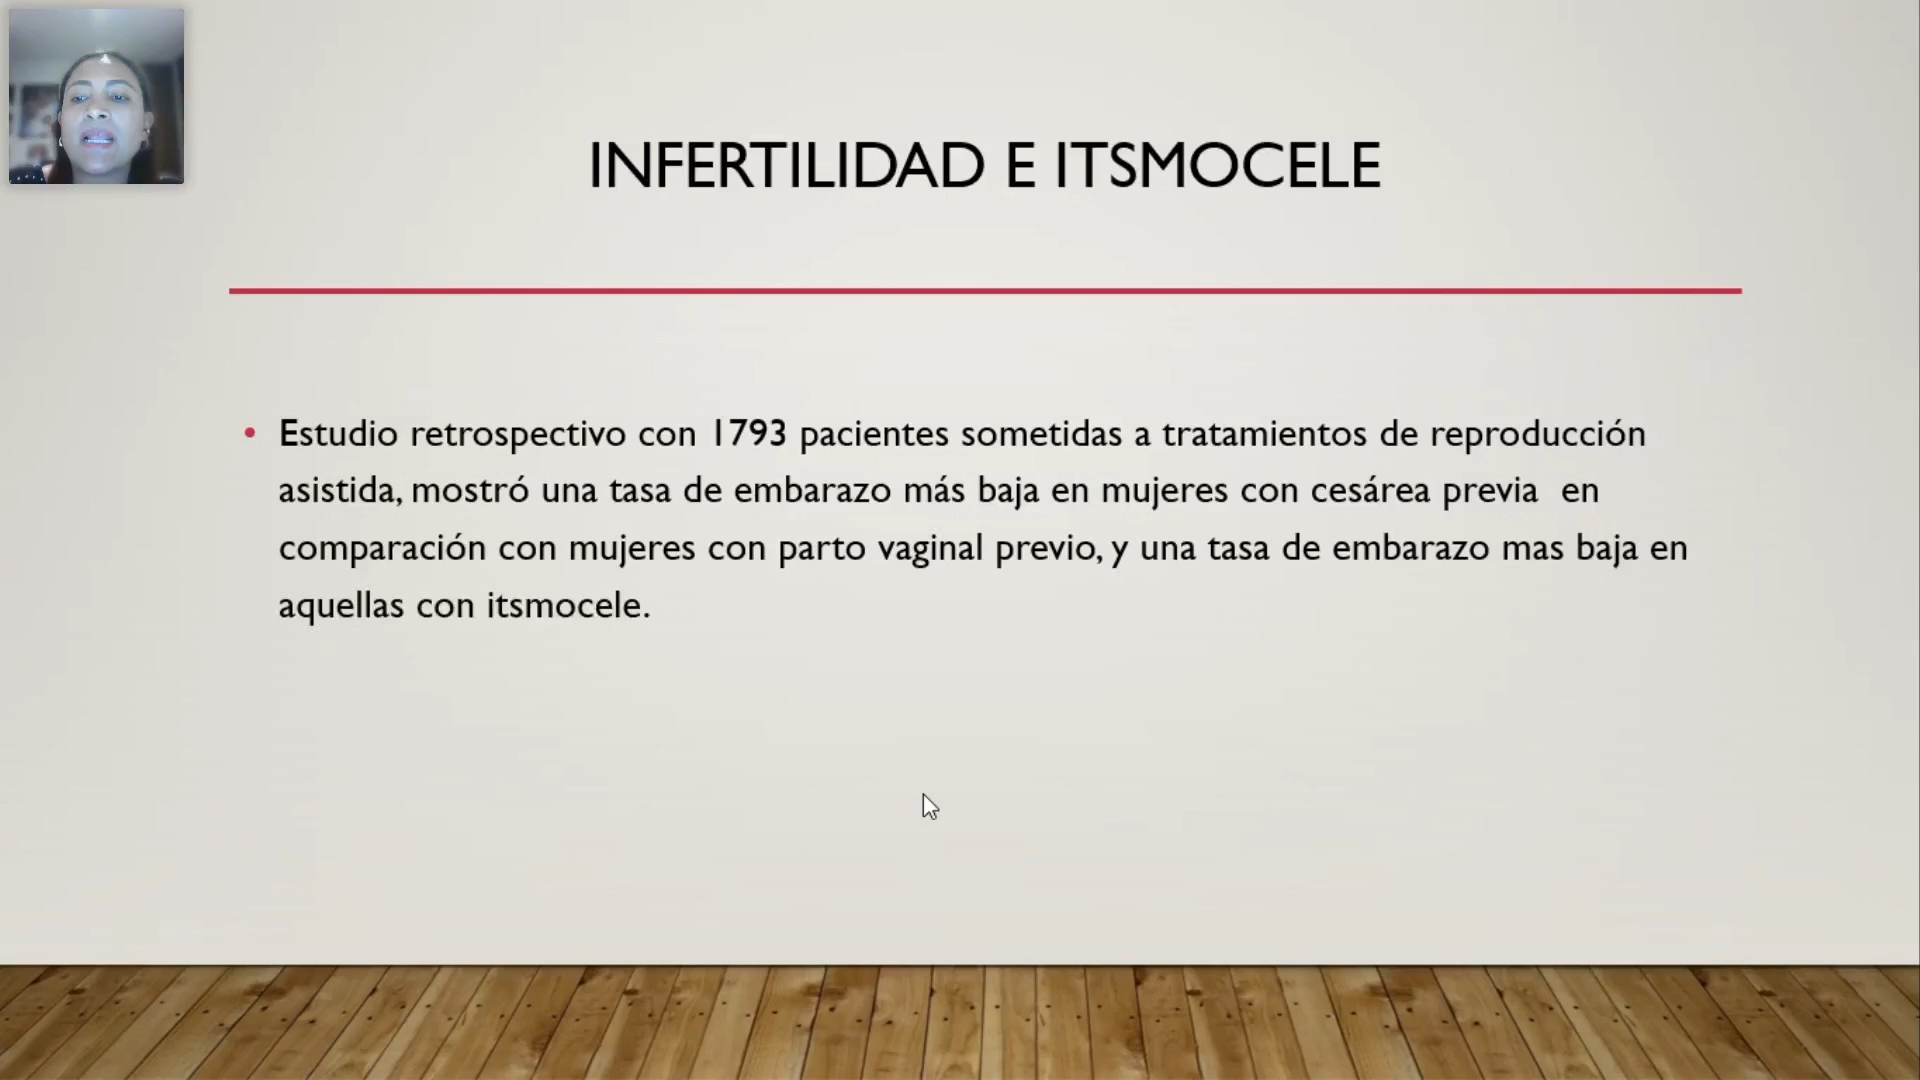 INFERTILIDAD E ITSMOCELE
• Estudio retrospectivo con 1793 pacientes sometidas a tratamientos de reproducción
asistida, mostró una tasa de embarazo más baja en mujeres con cesárea previa  en
comparación con mujeres con parto vaginal previo, y una tasa de embarazo mas baja en
aquellas con itsmocele.